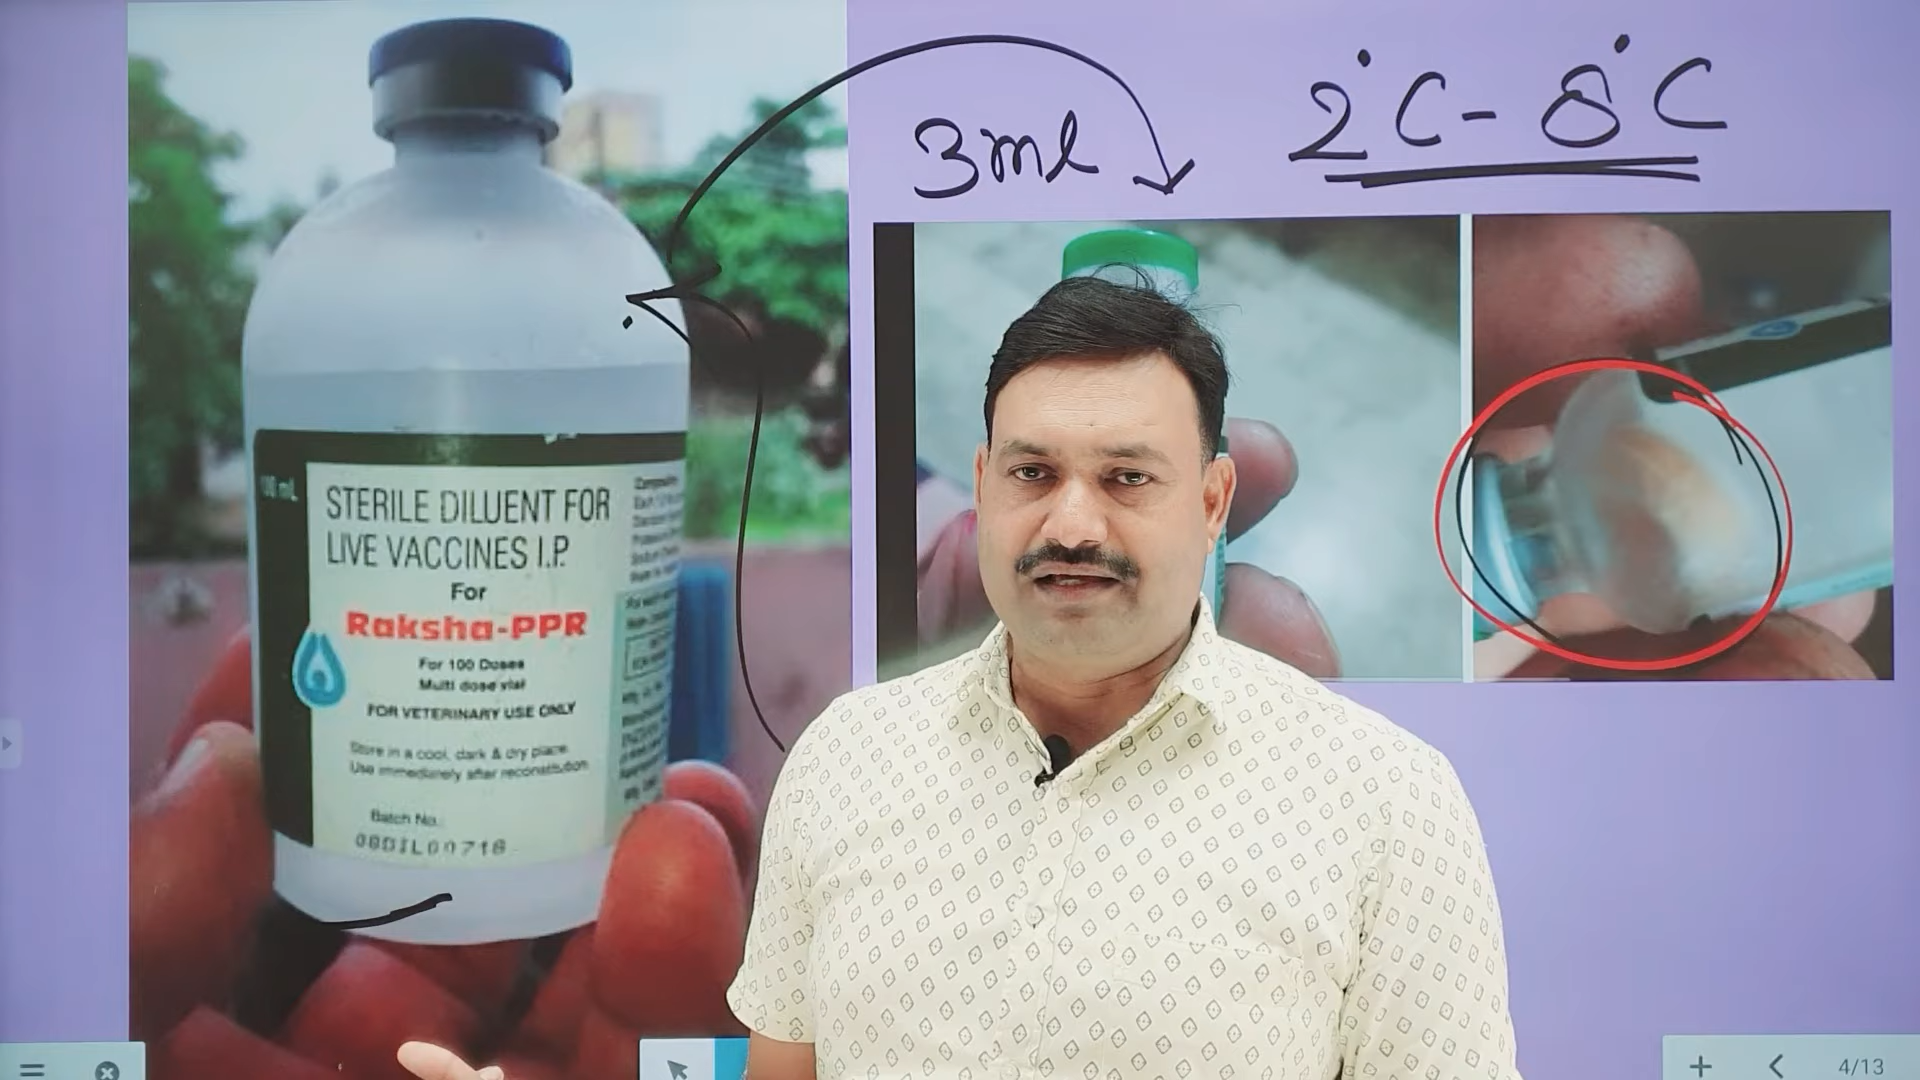 3ml
2°C - 8°C
100 mL
STERILE DILUENT FOR
LIVE VACCINES I.P.
For
Raksha-PPR
For 100 Doses
Multi dose vial
FOR VETERINARY USE ONLY
Store in a cool, dark & dry place.
Use immediately after reconstitution
Batch No.:
08DIL00718
4/13